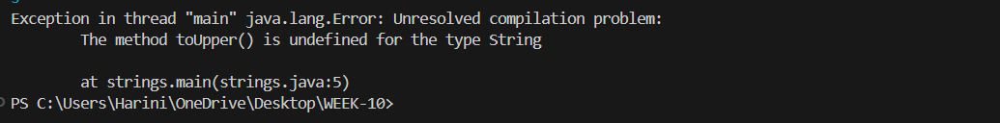 Exception in thread "main" java.lang.Error: Unresolved compilation problem:
The method toUpper() is undefined for the type String
at strings.main(strings.java:5)
PS C:\Users\Harini\OneDrive\Desktop\WEEK-10>